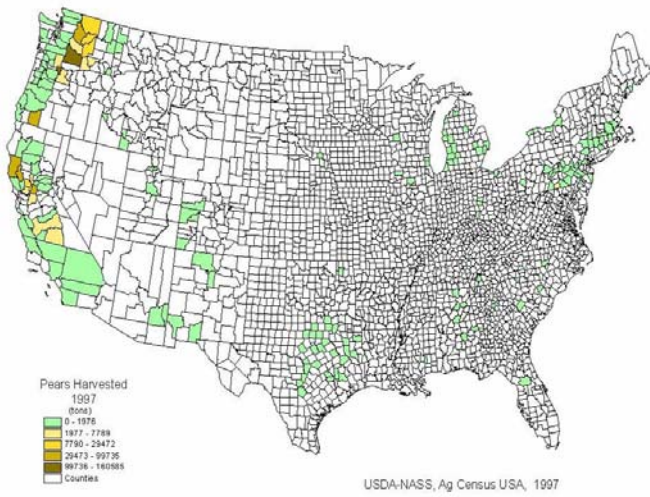 Pears Harvested
1997
(tons)
0 - 1976
1977 - 7789
7790 - 29472
29473 - 99735
99736 - 160585
Counties
USDA-NASS, Ag Census USA, 1997